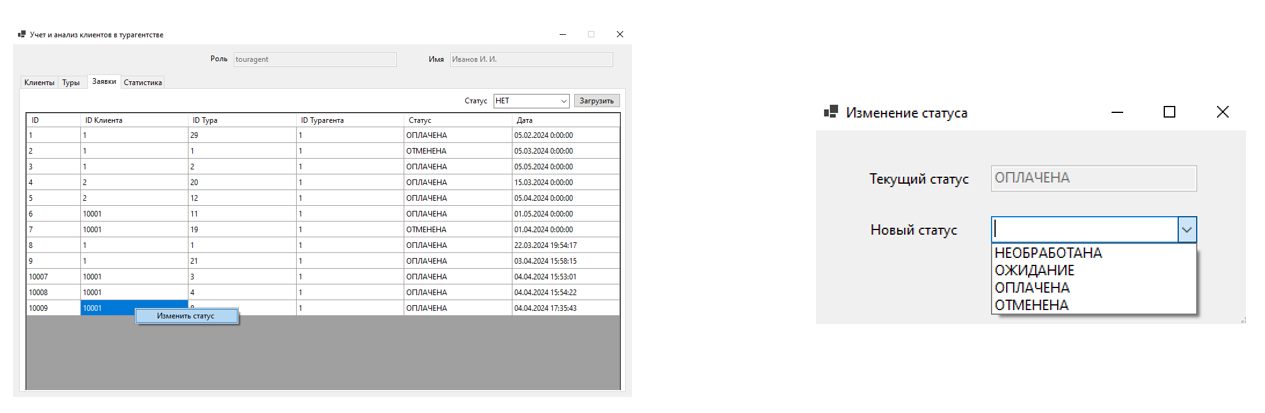 Учет и анализ клиентов в турагентстве
Роль touragent Имя Иванов И. И.
Клиенты Туры Заявки Статистика
Статус НЕТ Загрузить
ID ID Клиента ID Тура ID Турагента Статус Дата
1 1 29 1 ОПЛАЧЕНА 05.02.2024 0:00:00
2 1 1 1 ОТМЕНЕНА 05.03.2024 0:00:00
3 1 2 1 ОПЛАЧЕНА 05.05.2024 0:00:00
4 2 20 1 ОПЛАЧЕНА 15.03.2024 0:00:00
5 2 12 1 ОПЛАЧЕНА 05.04.2024 0:00:00
6 10001 11 1 ОПЛАЧЕНА 01.05.2024 0:00:00
7 10001 19 1 ОТМЕНЕНА 01.04.2024 0:00:00
8 1 1 1 ОПЛАЧЕНА 22.03.2024 19:54:17
9 1 21 1 ОПЛАЧЕНА 03.04.2024 15:58:15
10007 10001 3 1 ОПЛАЧЕНА 04.04.2024 15:53:01
10008 10001 4 1 ОПЛАЧЕНА 04.04.2024 15:54:22
10009 10001 1 ОПЛАЧЕНА 04.04.2024 17:35:43
Изменить статус
Изменение статуса
Текущий статус ОПЛАЧЕНА
Новый статус
НЕОБРАБОТАНА
ОЖИДАНИЕ
ОПЛАЧЕНА
ОТМЕНЕНА